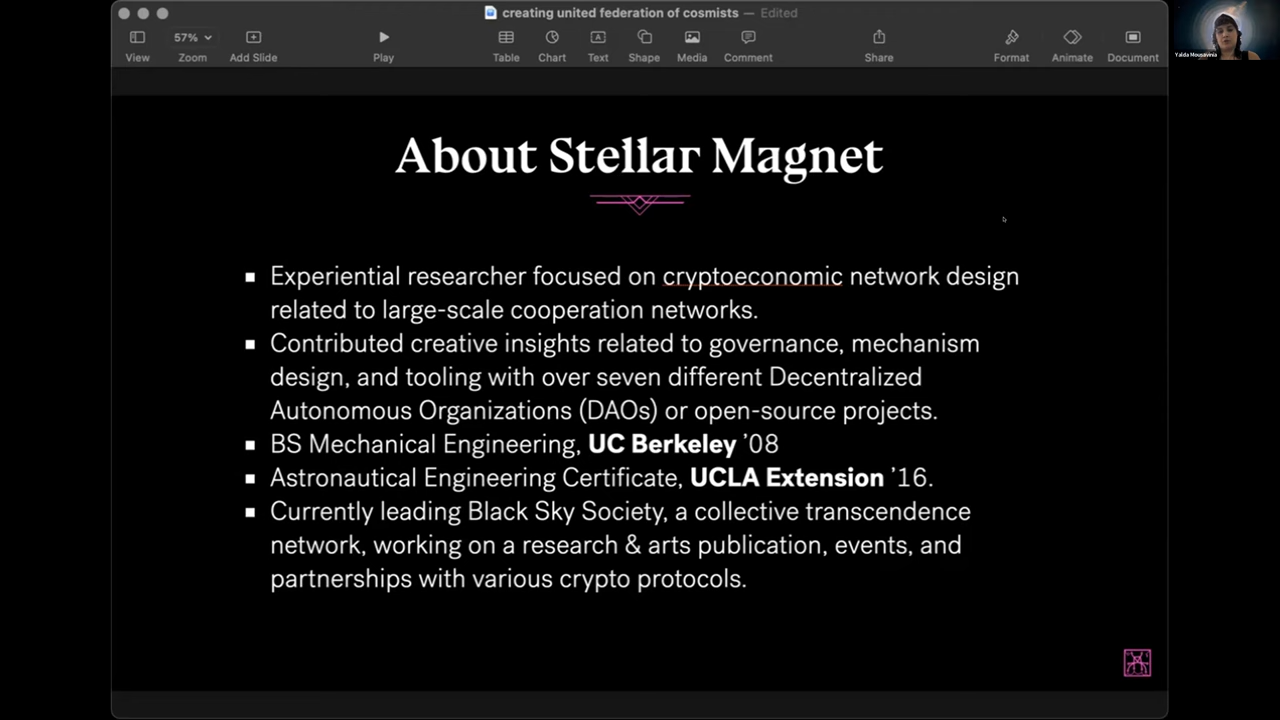 creating united federation of cosmists — Edited
57%
View Zoom Add Slide Play Table Chart Text Shape Media Comment Share Format Animate Document
Yalda Mousavinia
About Stellar Magnet
Experiential researcher focused on cryptoeconomic network design
related to large-scale cooperation networks.
Contributed creative insights related to governance, mechanism
design, and tooling with over seven different Decentralized
Autonomous Organizations (DAOs) or open-source projects.
BS Mechanical Engineering, UC Berkeley ’08
Astronautical Engineering Certificate, UCLA Extension ’16.
Currently leading Black Sky Society, a collective transcendence
network, working on a research & arts publication, events, and
partnerships with various crypto protocols.